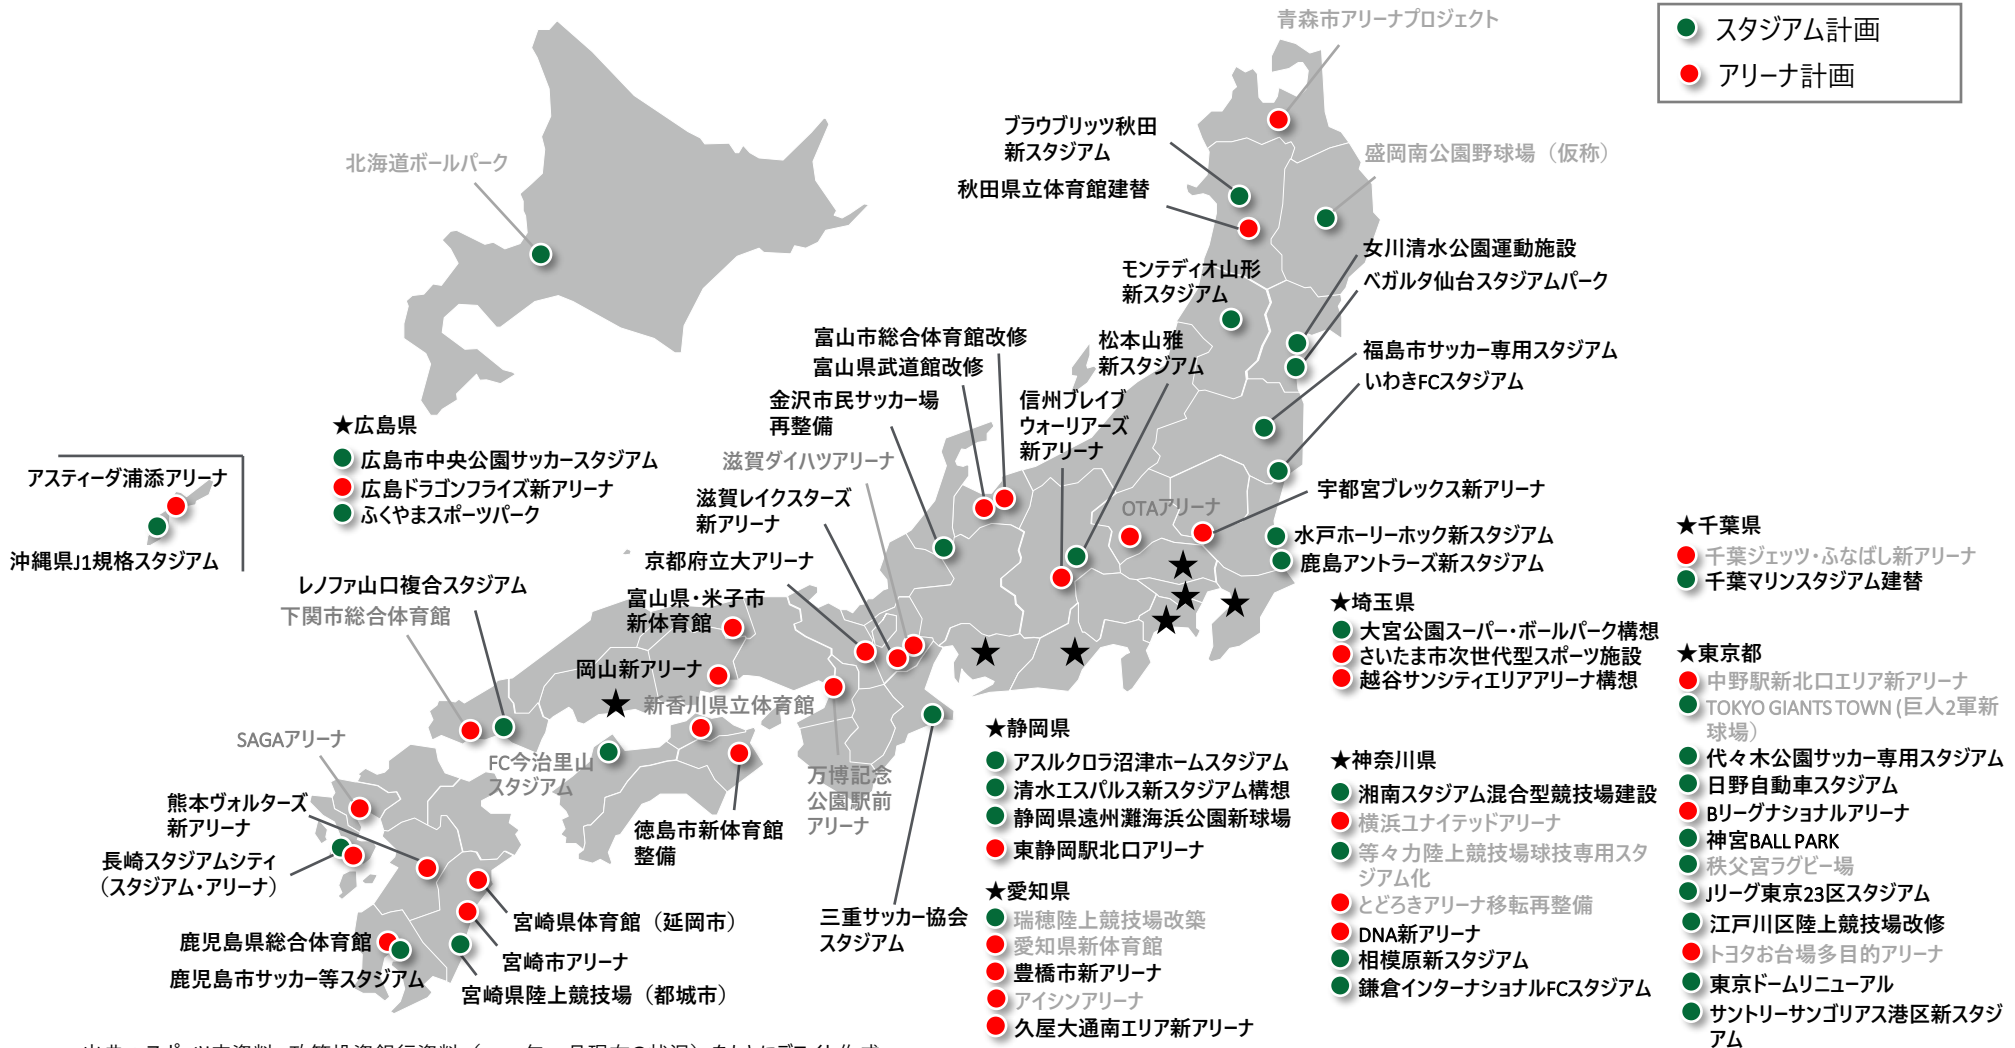 青森市アリーナプロジェクト
スタジアム計画
アリーナ計画
ブラウブリッツ秋田
新スタジアム
北海道ボールパーク
盛岡南公園野球場（仮称）
秋田県立体育館建替
女川清水公園運動施設
ベガルタ仙台スタジアムパーク
モンテディオ山形
新スタジアム
富山市総合体育館改修
富山県武道館改修
松本山雅
新スタジアム
福島市サッカー専用スタジアム
いわきFCスタジアム
金沢市民サッカー場
再整備
信州ブレイブ
ウォーリアーズ
新アリーナ
★広島県
広島市中央公園サッカースタジアム
広島ドラゴンフライズ新アリーナ
ふくやまスポーツパーク
滋賀ダイハツアリーナ
アスティーダ浦添アリーナ
沖縄県J1規格スタジアム
滋賀レイクスターズ
新アリーナ
OTAアリーナ
宇都宮ブレックス新アリーナ
水戸ホーリーホック新スタジアム
鹿島アントラーズ新スタジアム
★千葉県
千葉ジェッツ・ふなばし新アリーナ
千葉マリンスタジアム建替
京都府立大アリーナ
レノファ山口複合スタジアム
下関市総合体育館
富山県・米子市
新体育館
★埼玉県
大宮公園スーパー・ボールパーク構想
さいたま市次世代型スポーツ施設
越谷サンシティエリアアリーナ構想
岡山新アリーナ
新香川県立体育館
★東京都
中野駅新北口エリア新アリーナ
TOKYO GIANTS TOWN (巨人2軍新
球場）
代々木公園サッカー専用スタジアム
日野自動車スタジアム
Bリーグナショナルアリーナ
神宮BALL PARK
秩父宮ラグビー場
Jリーグ東京23区スタジアム
江戸川区陸上競技場改修
トヨタお台場多目的アリーナ
東京ドームリニューアル
サントリーサンゴリアス港区新スタジ
アム
SAGAアリーナ
FC今治里山
スタジアム
万博記念
公園駅前
アリーナ
★静岡県
アスルクロラ沼津ホームスタジアム
清水エスパルス新スタジアム構想
静岡県遠州灘海浜公園新球場
東静岡駅北口アリーナ
★神奈川県
湘南スタジアム混合型競技場建設
横浜ユナイテッドアリーナ
等々力陸上競技場球技専用スタ
ジアム化
とどろきアリーナ移転再整備
DNA新アリーナ
相模原新スタジアム
鎌倉インターナショナルFCスタジアム
熊本ヴォルターズ
新アリーナ
徳島市新体育館
整備
長崎スタジアムシティ
（スタジアム・アリーナ）
★愛知県
瑞穂陸上競技場改築
愛知県新体育館
豊橋市新アリーナ
アイシンアリーナ
久屋大通南エリア新アリーナ
三重サッカー協会
スタジアム
宮崎県体育館（延岡市）
鹿児島県総合体育館
宮崎市アリーナ
鹿児島市サッカー等スタジアム
宮崎県陸上競技場（都城市）